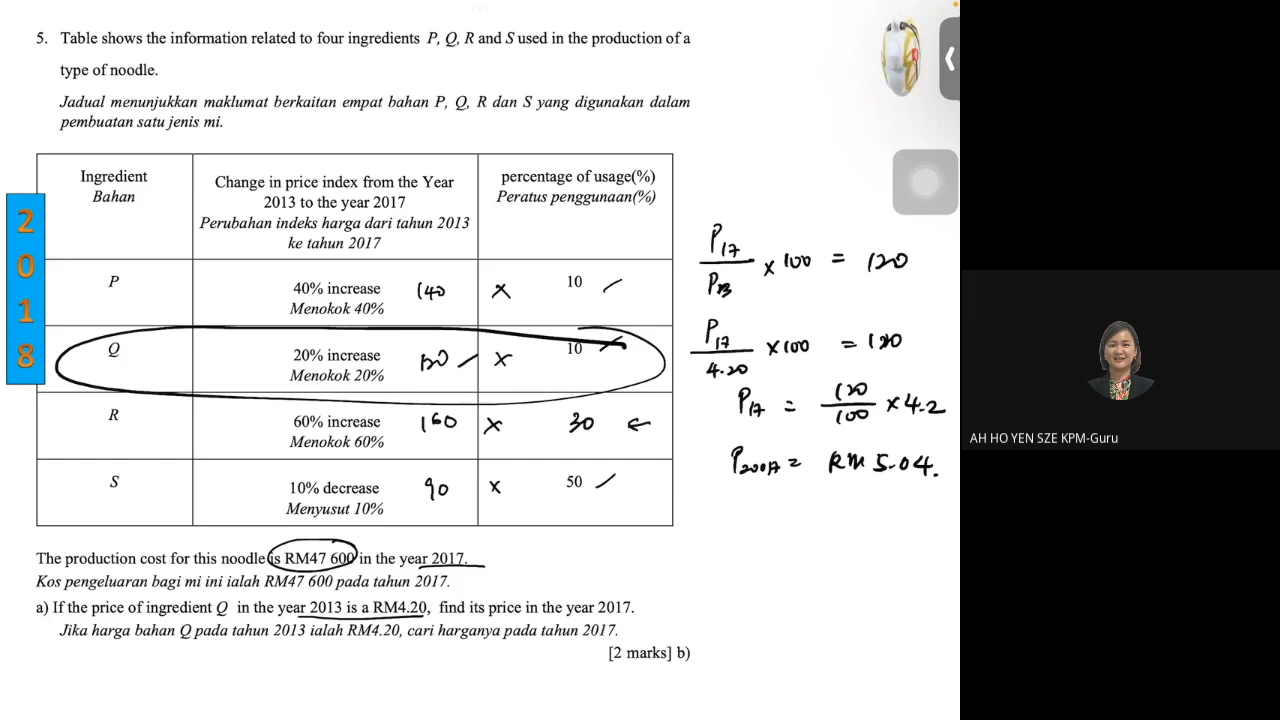 5. Table shows the information related to four ingredients P, Q, R and S used in the production of a
type of noodle.
Jadual menunjukkan maklumat berkaitan empat bahan P, Q, R dan S yang digunakan dalam
pembuatan satu jenis mi.
2018
Ingredient
Bahan
Change in price index from the Year
2013 to the year 2017
Perubahan indeks harga dari tahun 2013
ke tahun 2017
percentage of usage(%)
Peratus penggunaan(%)
P
40% increase 140 x 10
Menokok 40%
Q
20% increase 120 x 10
Menokok 20%
R
60% increase 160 x 30
Menokok 60%
S
10% decrease 90 x 50
Menyusut 10%
P17/P13 x 100 = 120
P17/4.20 x 100 = 120
P17 = 120/100 x 4.2
P2017 = RM 5.04.
The production cost for this noodle is RM47 600 in the year 2017.
Kos pengeluaran bagi mi ini ialah RM47 600 pada tahun 2017.
a) If the price of ingredient Q in the year 2013 is a RM4.20, find its price in the year 2017.
Jika harga bahan Q pada tahun 2013 ialah RM4.20, cari harganya pada tahun 2017.
[2 marks] b)
AH HO YEN SZE KPM-Guru